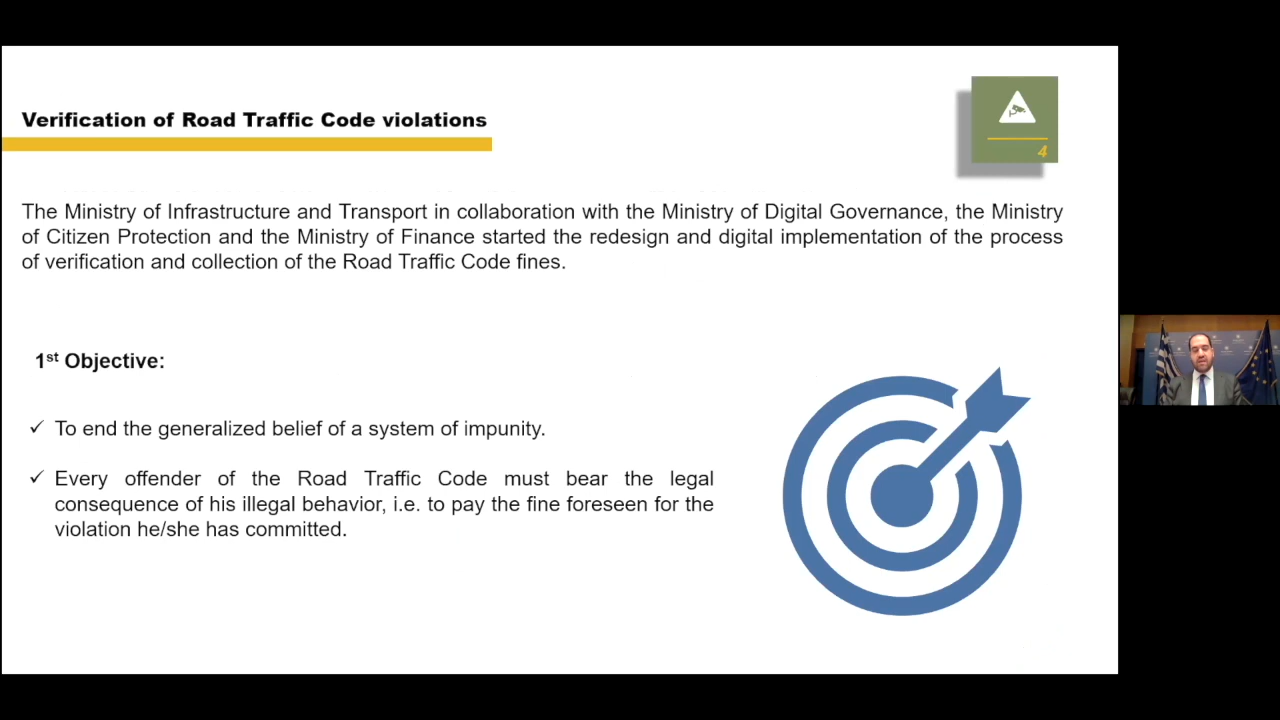 Verification of Road Traffic Code violations
4
The Ministry of Infrastructure and Transport in collaboration with the Ministry of Digital Governance, the Ministry
of Citizen Protection and the Ministry of Finance started the redesign and digital implementation of the process
of verification and collection of the Road Traffic Code fines.
1st Objective:
✓ To end the generalized belief of a system of impunity.
✓ Every offender of the Road Traffic Code must bear the legal
consequence of his illegal behavior, i.e. to pay the fine foreseen for the
violation he/she has committed.